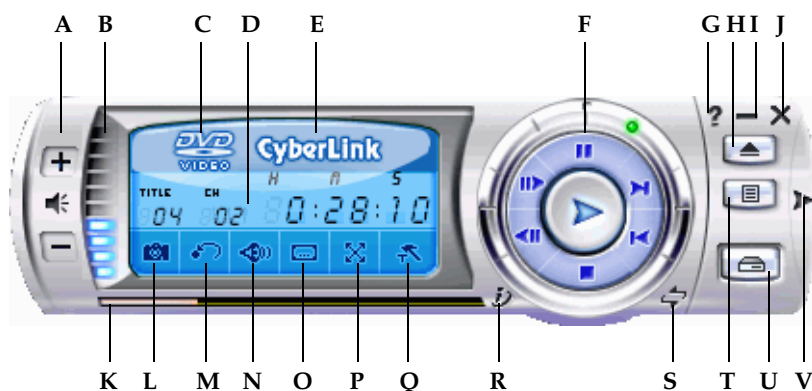 A B C D E F G H I J
?
DVD
VIDEO
CyberLink
H M S
TITLE CH
04 02 0:28:10
K L M N O P Q R S T U V